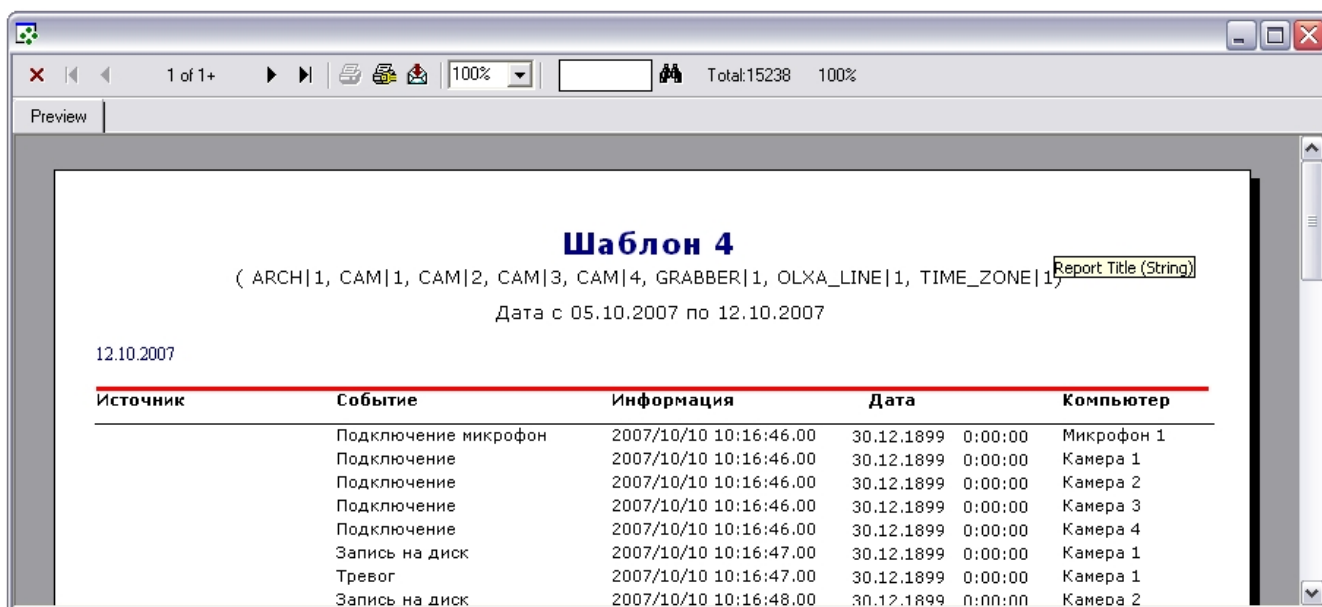 1 of 1+ 100% Total:15238 100%
Preview
Шаблон 4
( ARCH|1, CAM|1, CAM|2, CAM|3, CAM|4, GRABBER|1, OLXA_LINE|1, TIME_ZONE|1)
Report Title (String)
Дата с 05.10.2007 по 12.10.2007
12.10.2007
Источник Событие Информация Дата Компьютер
Подключение микрофон 2007/10/10 10:16:46.00 30.12.1899 0:00:00 Микрофон 1
Подключение 2007/10/10 10:16:46.00 30.12.1899 0:00:00 Камера 1
Подключение 2007/10/10 10:16:46.00 30.12.1899 0:00:00 Камера 2
Подключение 2007/10/10 10:16:46.00 30.12.1899 0:00:00 Камера 3
Подключение 2007/10/10 10:16:46.00 30.12.1899 0:00:00 Камера 4
Запись на диск 2007/10/10 10:16:47.00 30.12.1899 0:00:00 Камера 1
Тревог 2007/10/10 10:16:47.00 30.12.1899 0:00:00 Камера 1
Запись на диск 2007/10/10 10:16:48.00 30.12.1899 0:00:00 Камера 2